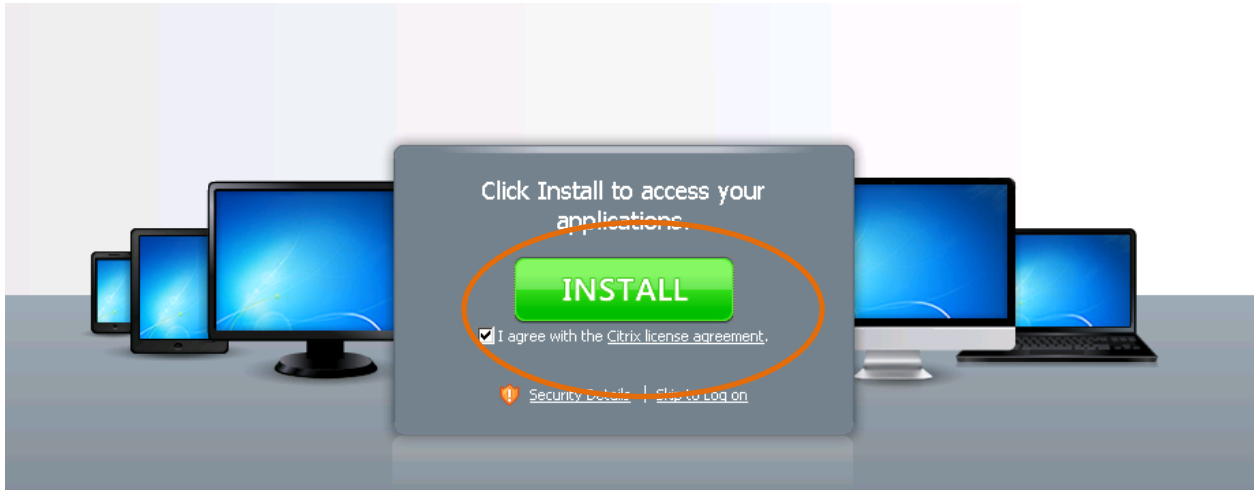 Click Install to access your
applications.
INSTALL
I agree with the Citrix license agreement.
Security Details | Skip to Log on